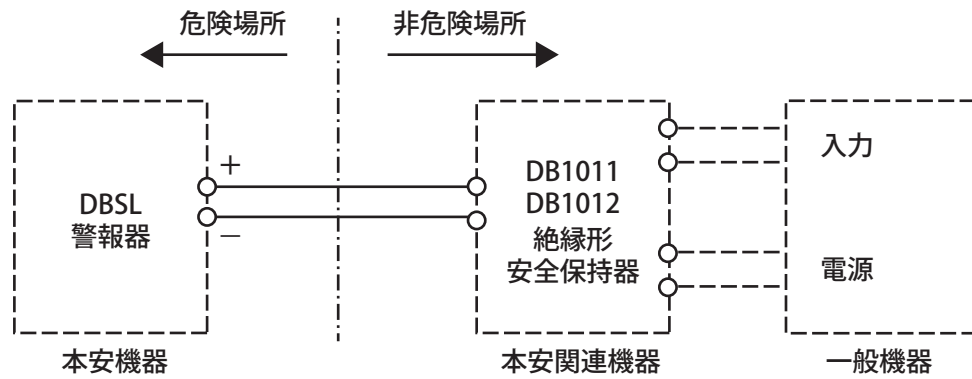 危険場所
非危険場所
+
−
DBSL
警報器
DB1011
DB1012
絶縁形
安全保持器
入力
電源
本安機器
本安関連機器
一般機器